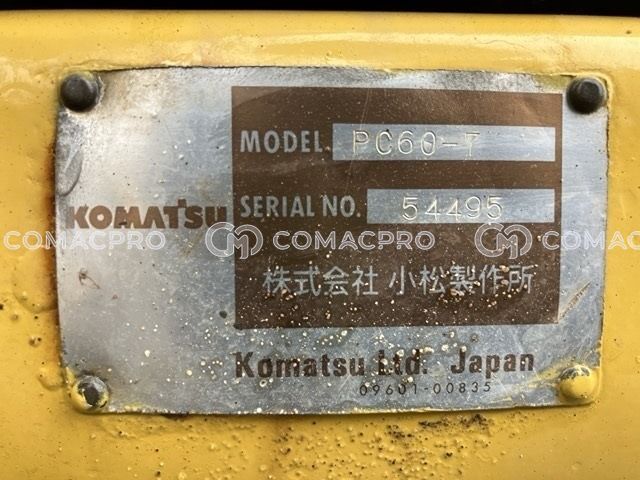 MODEL PC60-7
KOMATSU
SERIAL NO. 54495
COMACPRO COMACPRO COMACPRO
株式会社 小松製作所
Komatsu Ltd. Japan
09601-00835